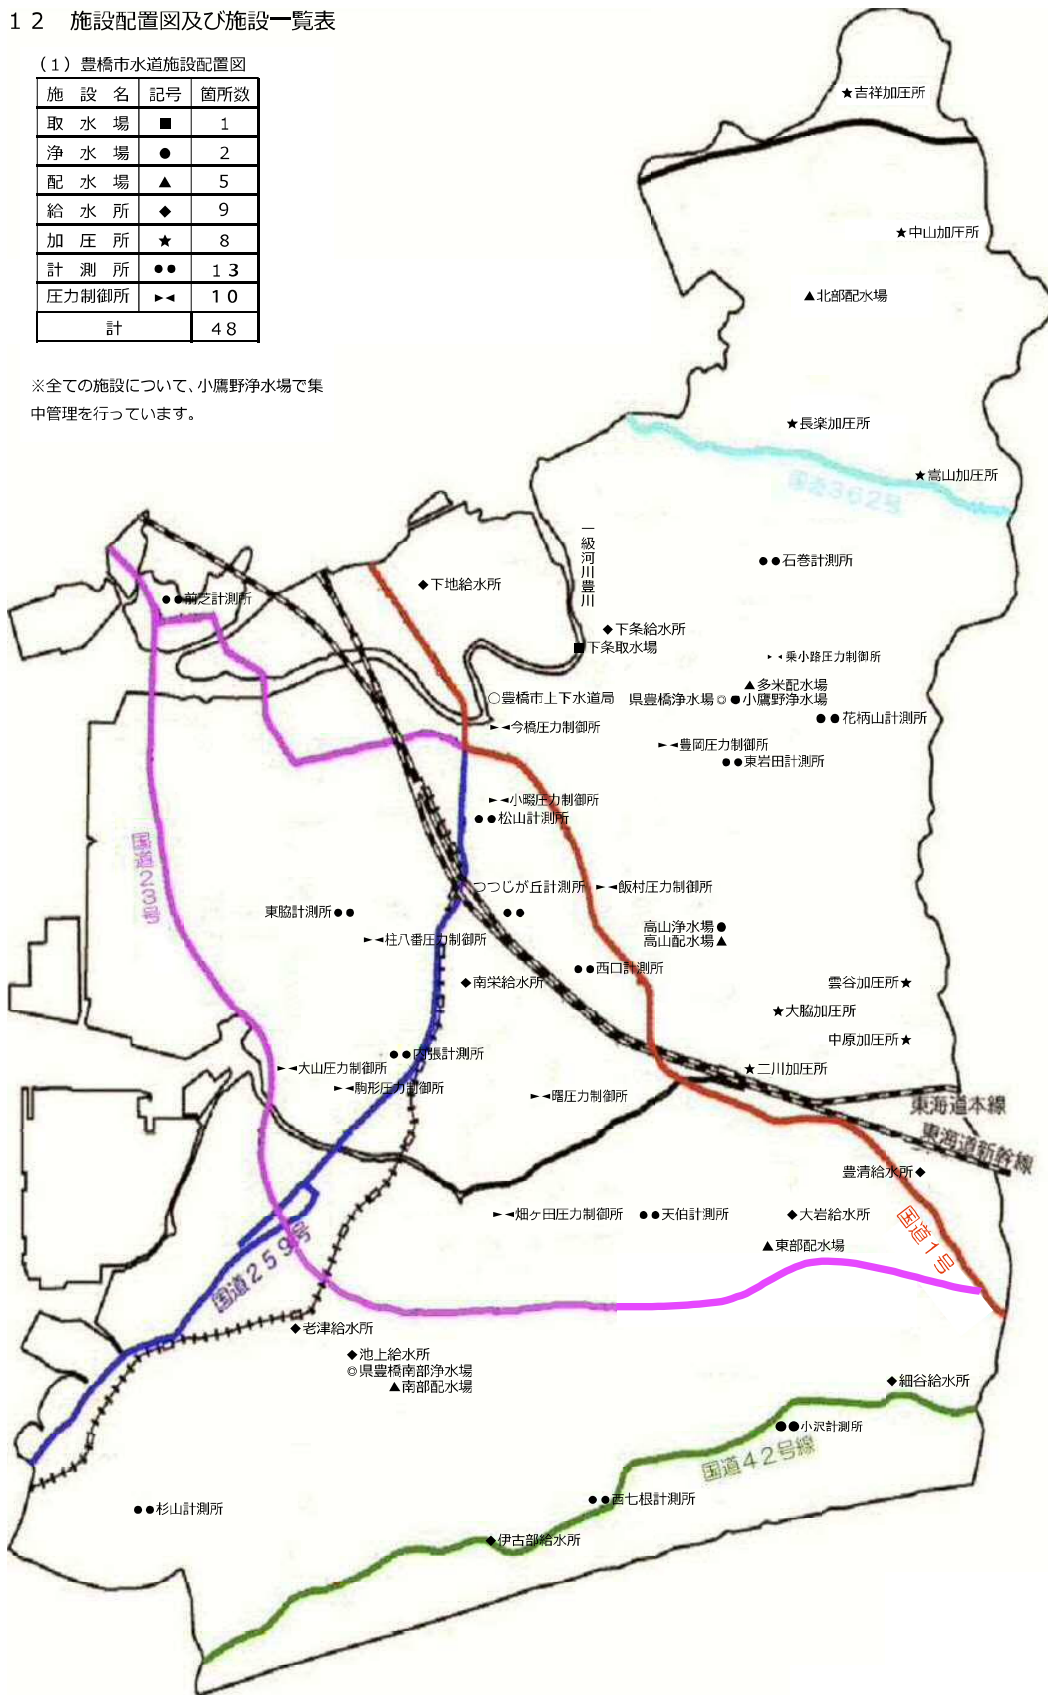 １２　施設配置図及び施設一覧表
（１）豊橋市水道施設配置図
施 設 名 記号 箇所数
取 水 場 ■ 1
浄 水 場 ● 2
配 水 場 ▲ 5
給 水 所 ◆ 9
加 圧 所 ★ 8
計 測 所 ●● １３
圧力制御所 ►◄ １０
計 ４８
※全ての施設について、小鷹野浄水場で集
中管理を行っています。
★吉祥加圧所
★中山加圧所
▲北部配水場
★長楽加圧所
★嵩山加圧所
国道362号
一級河川豊川
●●石巻計測所
◆下地給水所
●●前芝計測所
◆下条給水所
■下条取水場
►◄乗小路圧力制御所
▲多米配水場
○豊橋市上下水道局
県豊橋浄水場◎●小鷹野浄水場
●●花柄山計測所
►◄今橋圧力制御所
►◄豊岡圧力制御所
●●東岩田計測所
►◄小畷圧力制御所
●●松山計測所
国道23号
つつじが丘計測所
●●
►◄飯村圧力制御所
東脇計測所●●
高山浄水場●
高山配水場▲
►◄柱八番圧力制御所
●●西口計測所
◆南栄給水所
雲谷加圧所★
★大脇加圧所
中原加圧所★
●●内張計測所
►◄大山圧力制御所
★二川加圧所
►◄駒形圧力制御所
►◄曙圧力制御所
東海道本線
東海道新幹線
豊清給水所◆
►◄畑ヶ田圧力制御所
●●天伯計測所
◆大岩給水所
国道1号
▲東部配水場
国道259号
◆老津給水所
◆池上給水所
◎県豊橋南部浄水場
▲南部配水場
◆細谷給水所
●●小沢計測所
国道42号線
●●西七根計測所
●●杉山計測所
◆伊古部給水所